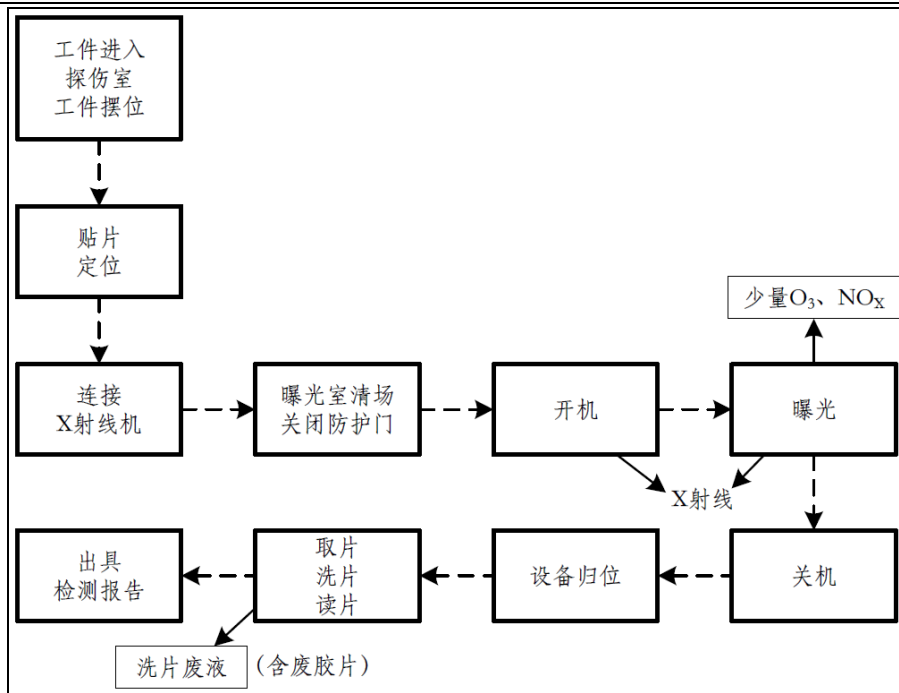 工件进入
探伤室
工件摆位
贴片
定位
少量O₃、NOₓ
连接
X射线机
曝光室清场
关闭防护门
开机
曝光
X射线
出具
检测报告
取片
洗片
读片
设备归位
关机
洗片废液 (含废胶片)